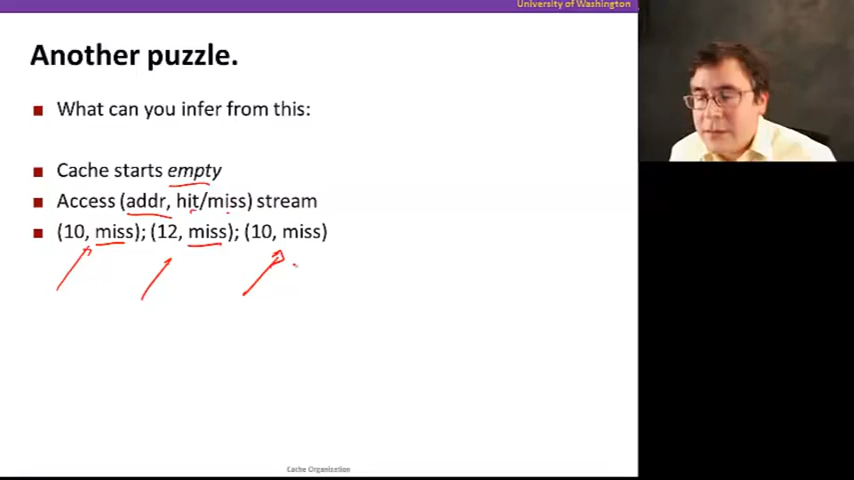 University of Washington
Another puzzle.
What can you infer from this:
Cache starts empty
Access (addr, hit/miss) stream
(10, miss); (12, miss); (10, miss)
Cache Organization